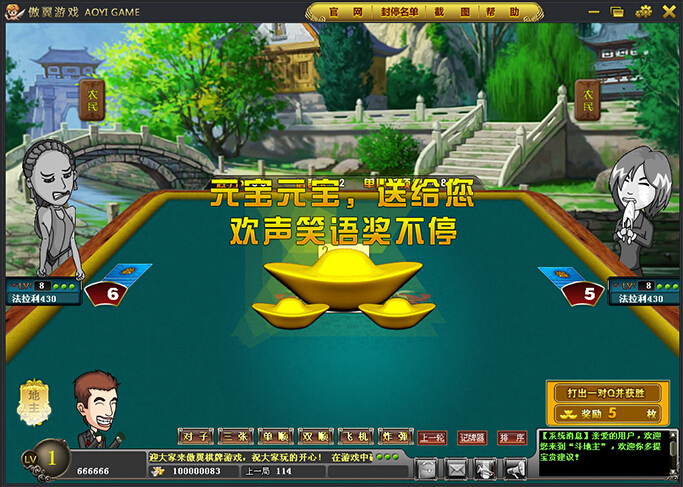 傲翼游戏 AOYI GAME
官 网 封停名单 截 图 帮 助
农民
农民
元宝元宝，送给您
欢声笑语奖不停
LV: 8
法拉利430
6
5
LV: 8
法拉利430
地主
打出一对Q并获胜
奖励 5 枚
对子 三张 单顺 双顺 飞机 炸弹 上一轮 记牌器 排 序
【系统消息】亲爱的用户，欢迎
您来到“斗地主”，欢迎你多提
宝贵建议！
LV 1
迎大家来傲翼棋牌游戏，祝大家玩的开心！ 在游戏中
666666
100000083 上一局 114